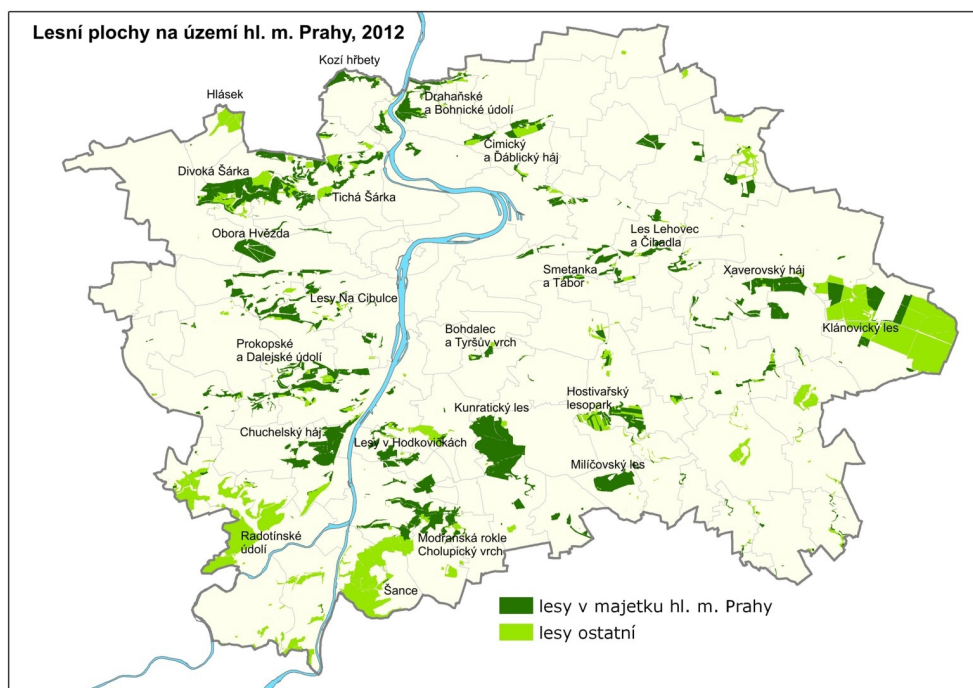 Lesní plochy na území hl. m. Prahy, 2012
Kozí hřbety
Hlásek
Drahaňské
a Bohnické údolí
Čimický
a Ďáblický háj
Divoká Šárka
Tichá Šárka
Obora Hvězda
Les Lehovec
a Čihadla
Smetanka
a Tábor
Xaverovský háj
Lesy Na Cibulce
Klánovický les
Bohdalec
a Tyršův vrch
Prokopské
a Dalejské údolí
Hostivařský
lesopark
Kunratický les
Chuchelský háj
Lesy v Hodkovičkách
Milíčovský les
Radotínské
údolí
Modřanská rokle
Cholupický vrch
Šance
lesy v majetku hl. m. Prahy
lesy ostatní